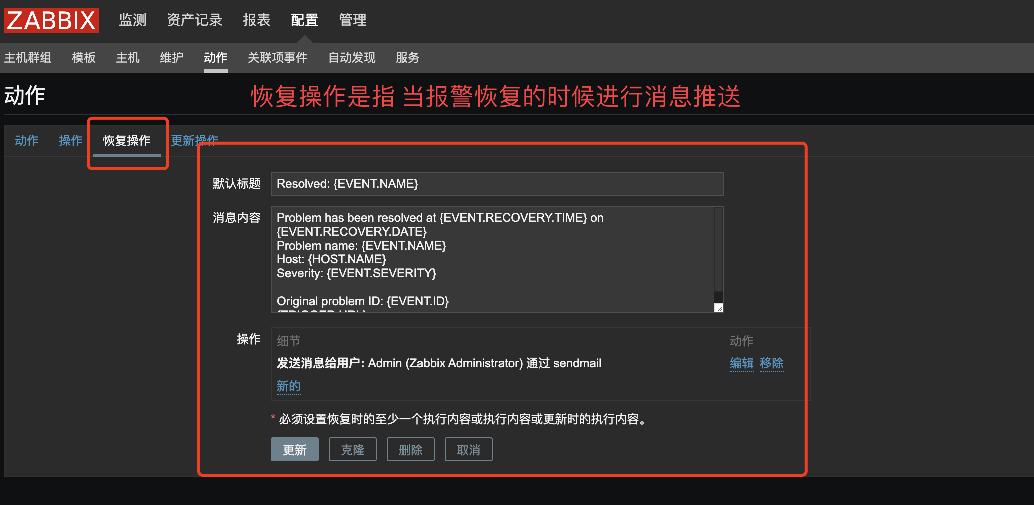 ZABBIX 监测 资产记录 报表 配置 管理
主机群组 模板 主机 维护 动作 关联项事件 自动发现 服务
动作
恢复操作是指 当报警恢复的时候进行消息推送
动作 操作 恢复操作 更新操作
默认标题 Resolved: {EVENT.NAME}
消息内容 Problem has been resolved at {EVENT.RECOVERY.TIME} on
{EVENT.RECOVERY.DATE}
Problem name: {EVENT.NAME}
Host: {HOST.NAME}
Severity: {EVENT.SEVERITY}
Original problem ID: {EVENT.ID}
操作 细节 动作
发送消息给用户: Admin (Zabbix Administrator) 通过 sendmail 编辑 移除
新的
* 必须设置恢复时的至少一个执行内容或执行内容或更新时的执行内容。
更新 克隆 删除 取消